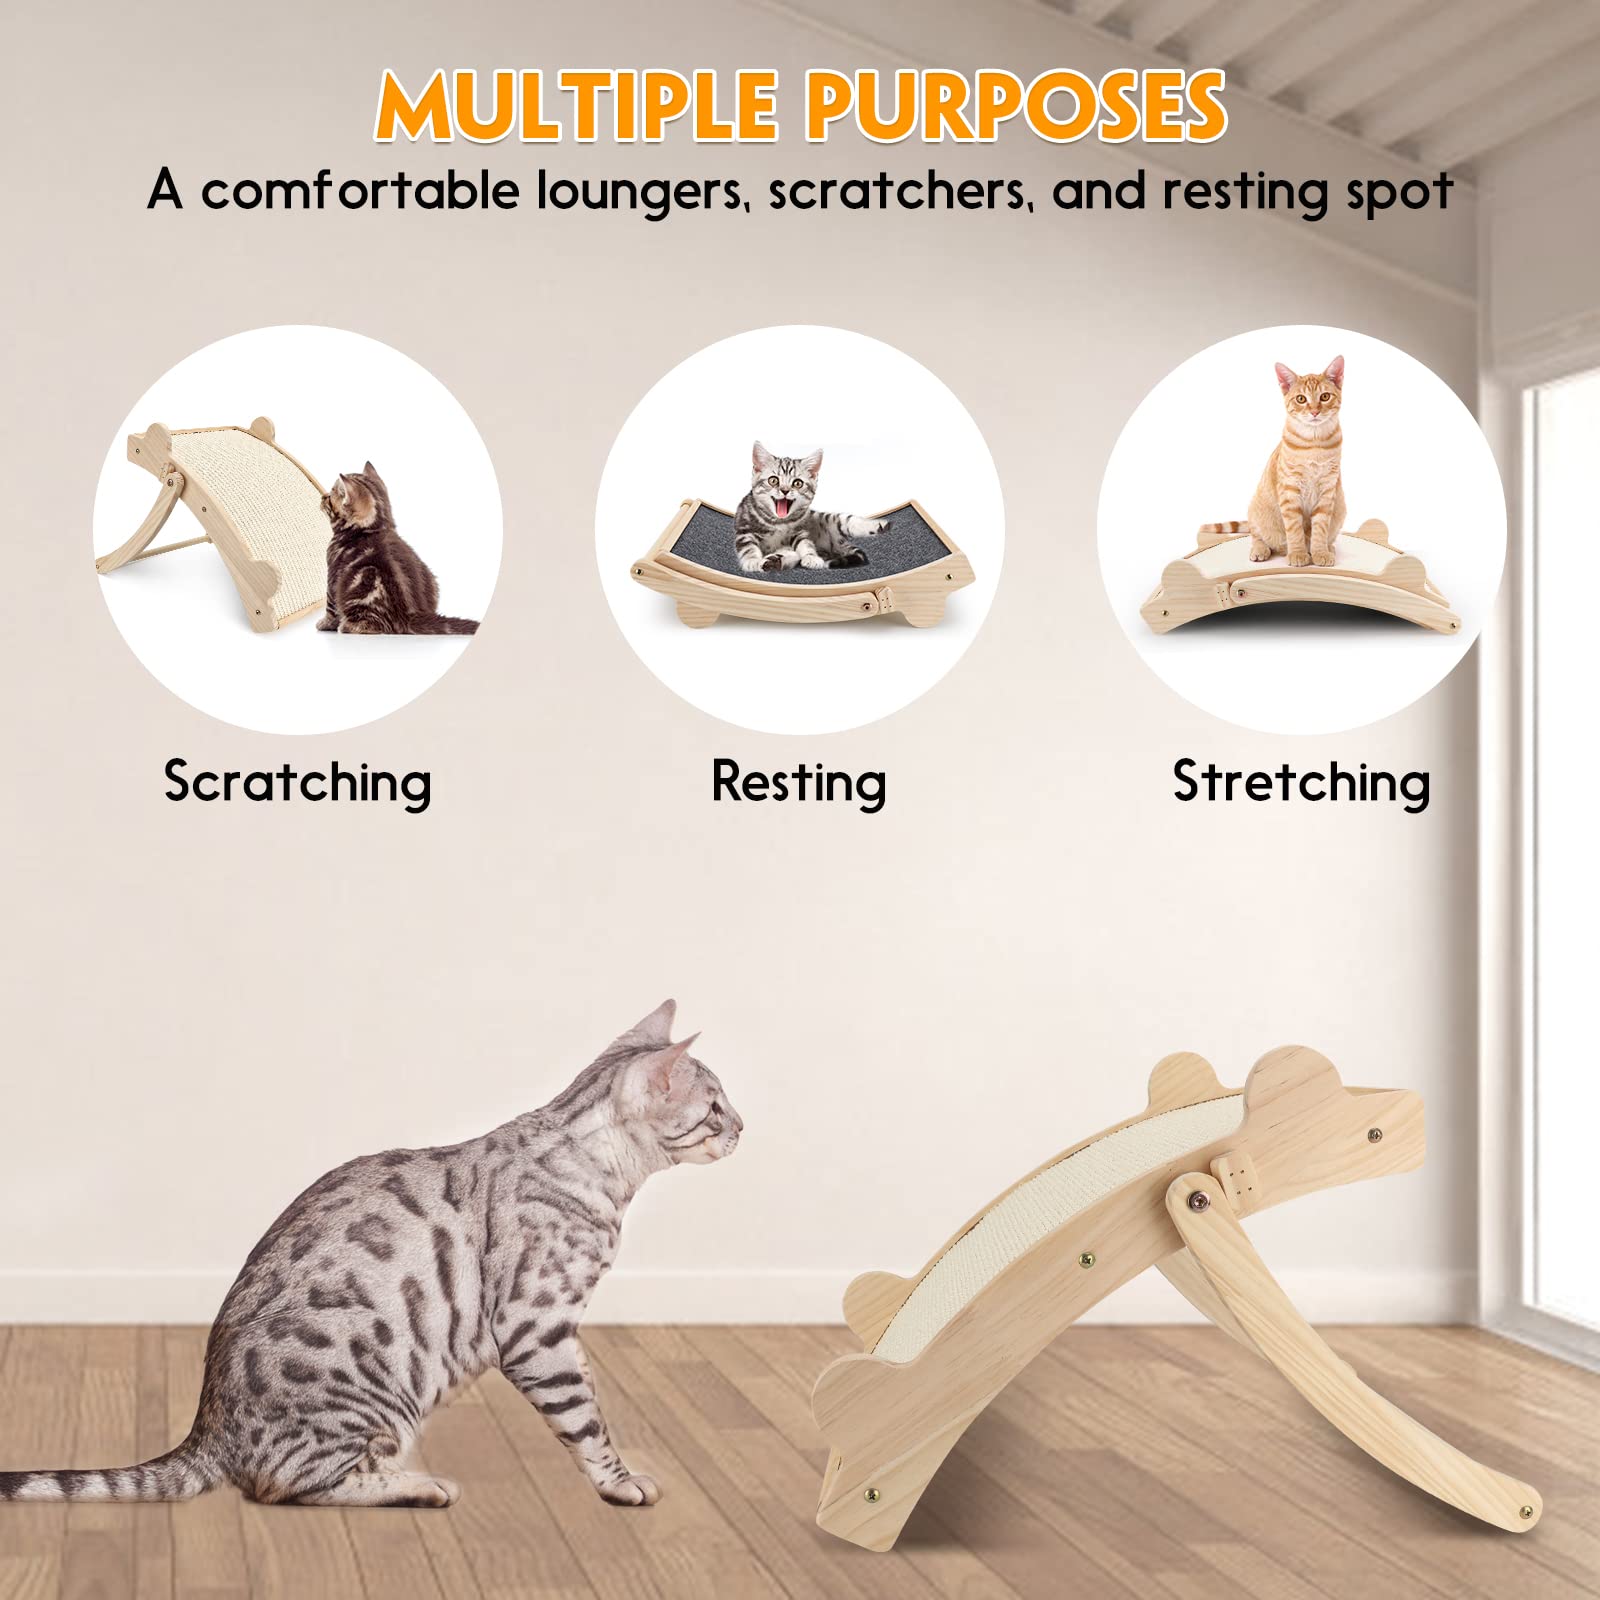 MULTIPLE PURPOSES
A comfortable loungers, scratchers, and resting spot
Scratching
Resting
Stretching